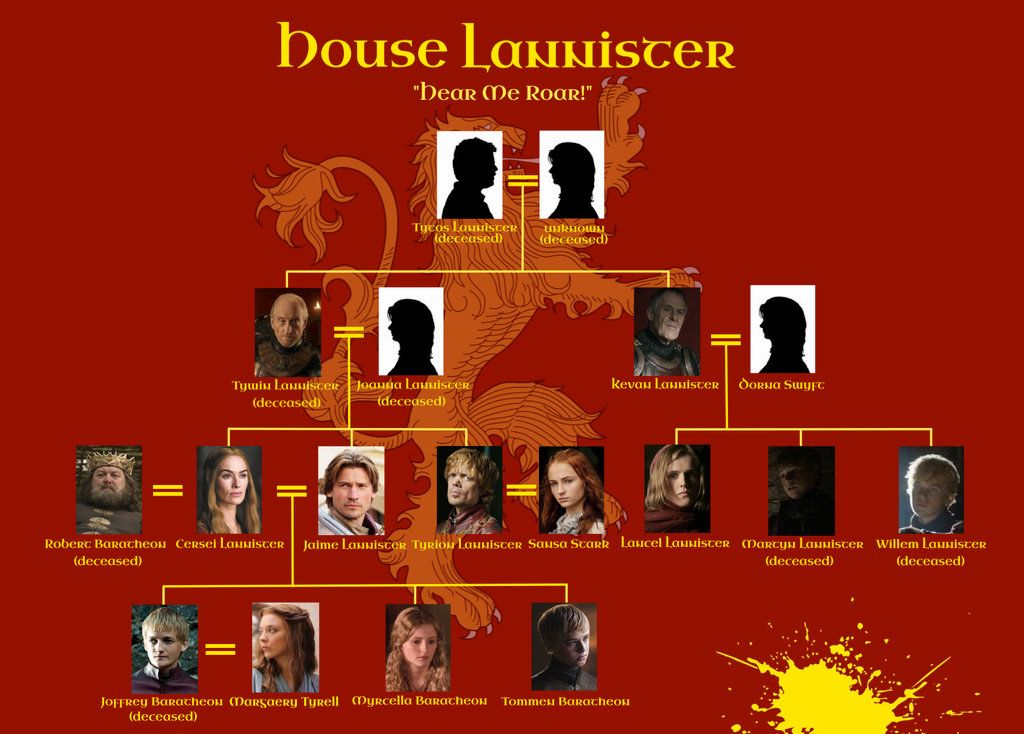 House Lannister
"Hear Me Roar!"
Tytos Lannister
(deceased)
unknown
(deceased)
Tywin Lannister
(deceased)
Joanna Lannister
(deceased)
Kevan Lannister
Dorna Swyft
Robert Baratheon
(deceased)
Cersei Lannister
Jaime Lannister
Tyrion Lannister
Sansa Stark
Lancel Lannister
Martyn Lannister
(deceased)
Willem Lannister
(deceased)
Joffrey Baratheon
(deceased)
Margaery Tyrell
Myrcella Baratheon
Tommen Baratheon